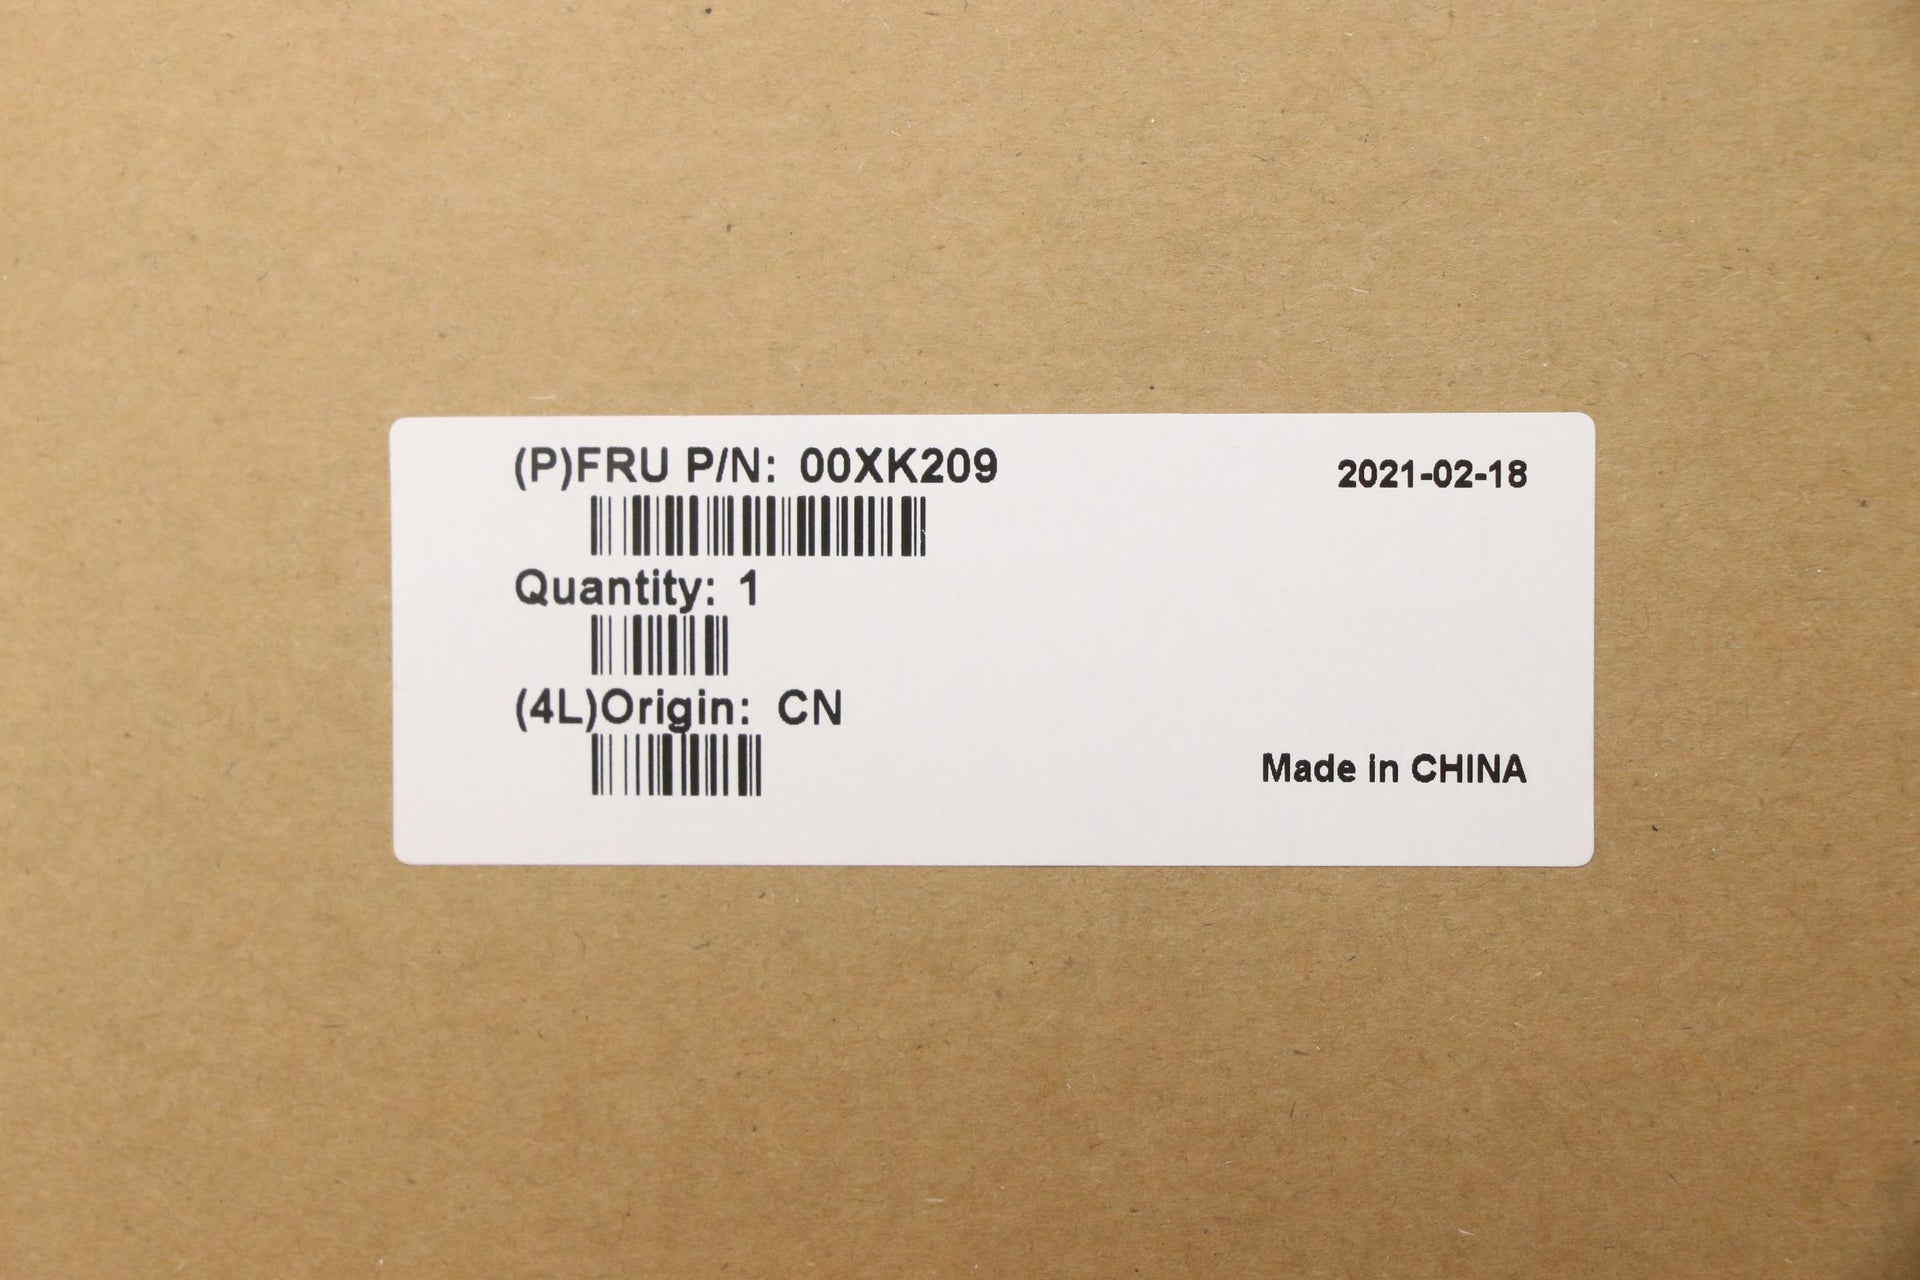 (P)FRU P/N: 00XK209
2021-02-18
Quantity: 1
(4L)Origin: CN
Made in CHINA